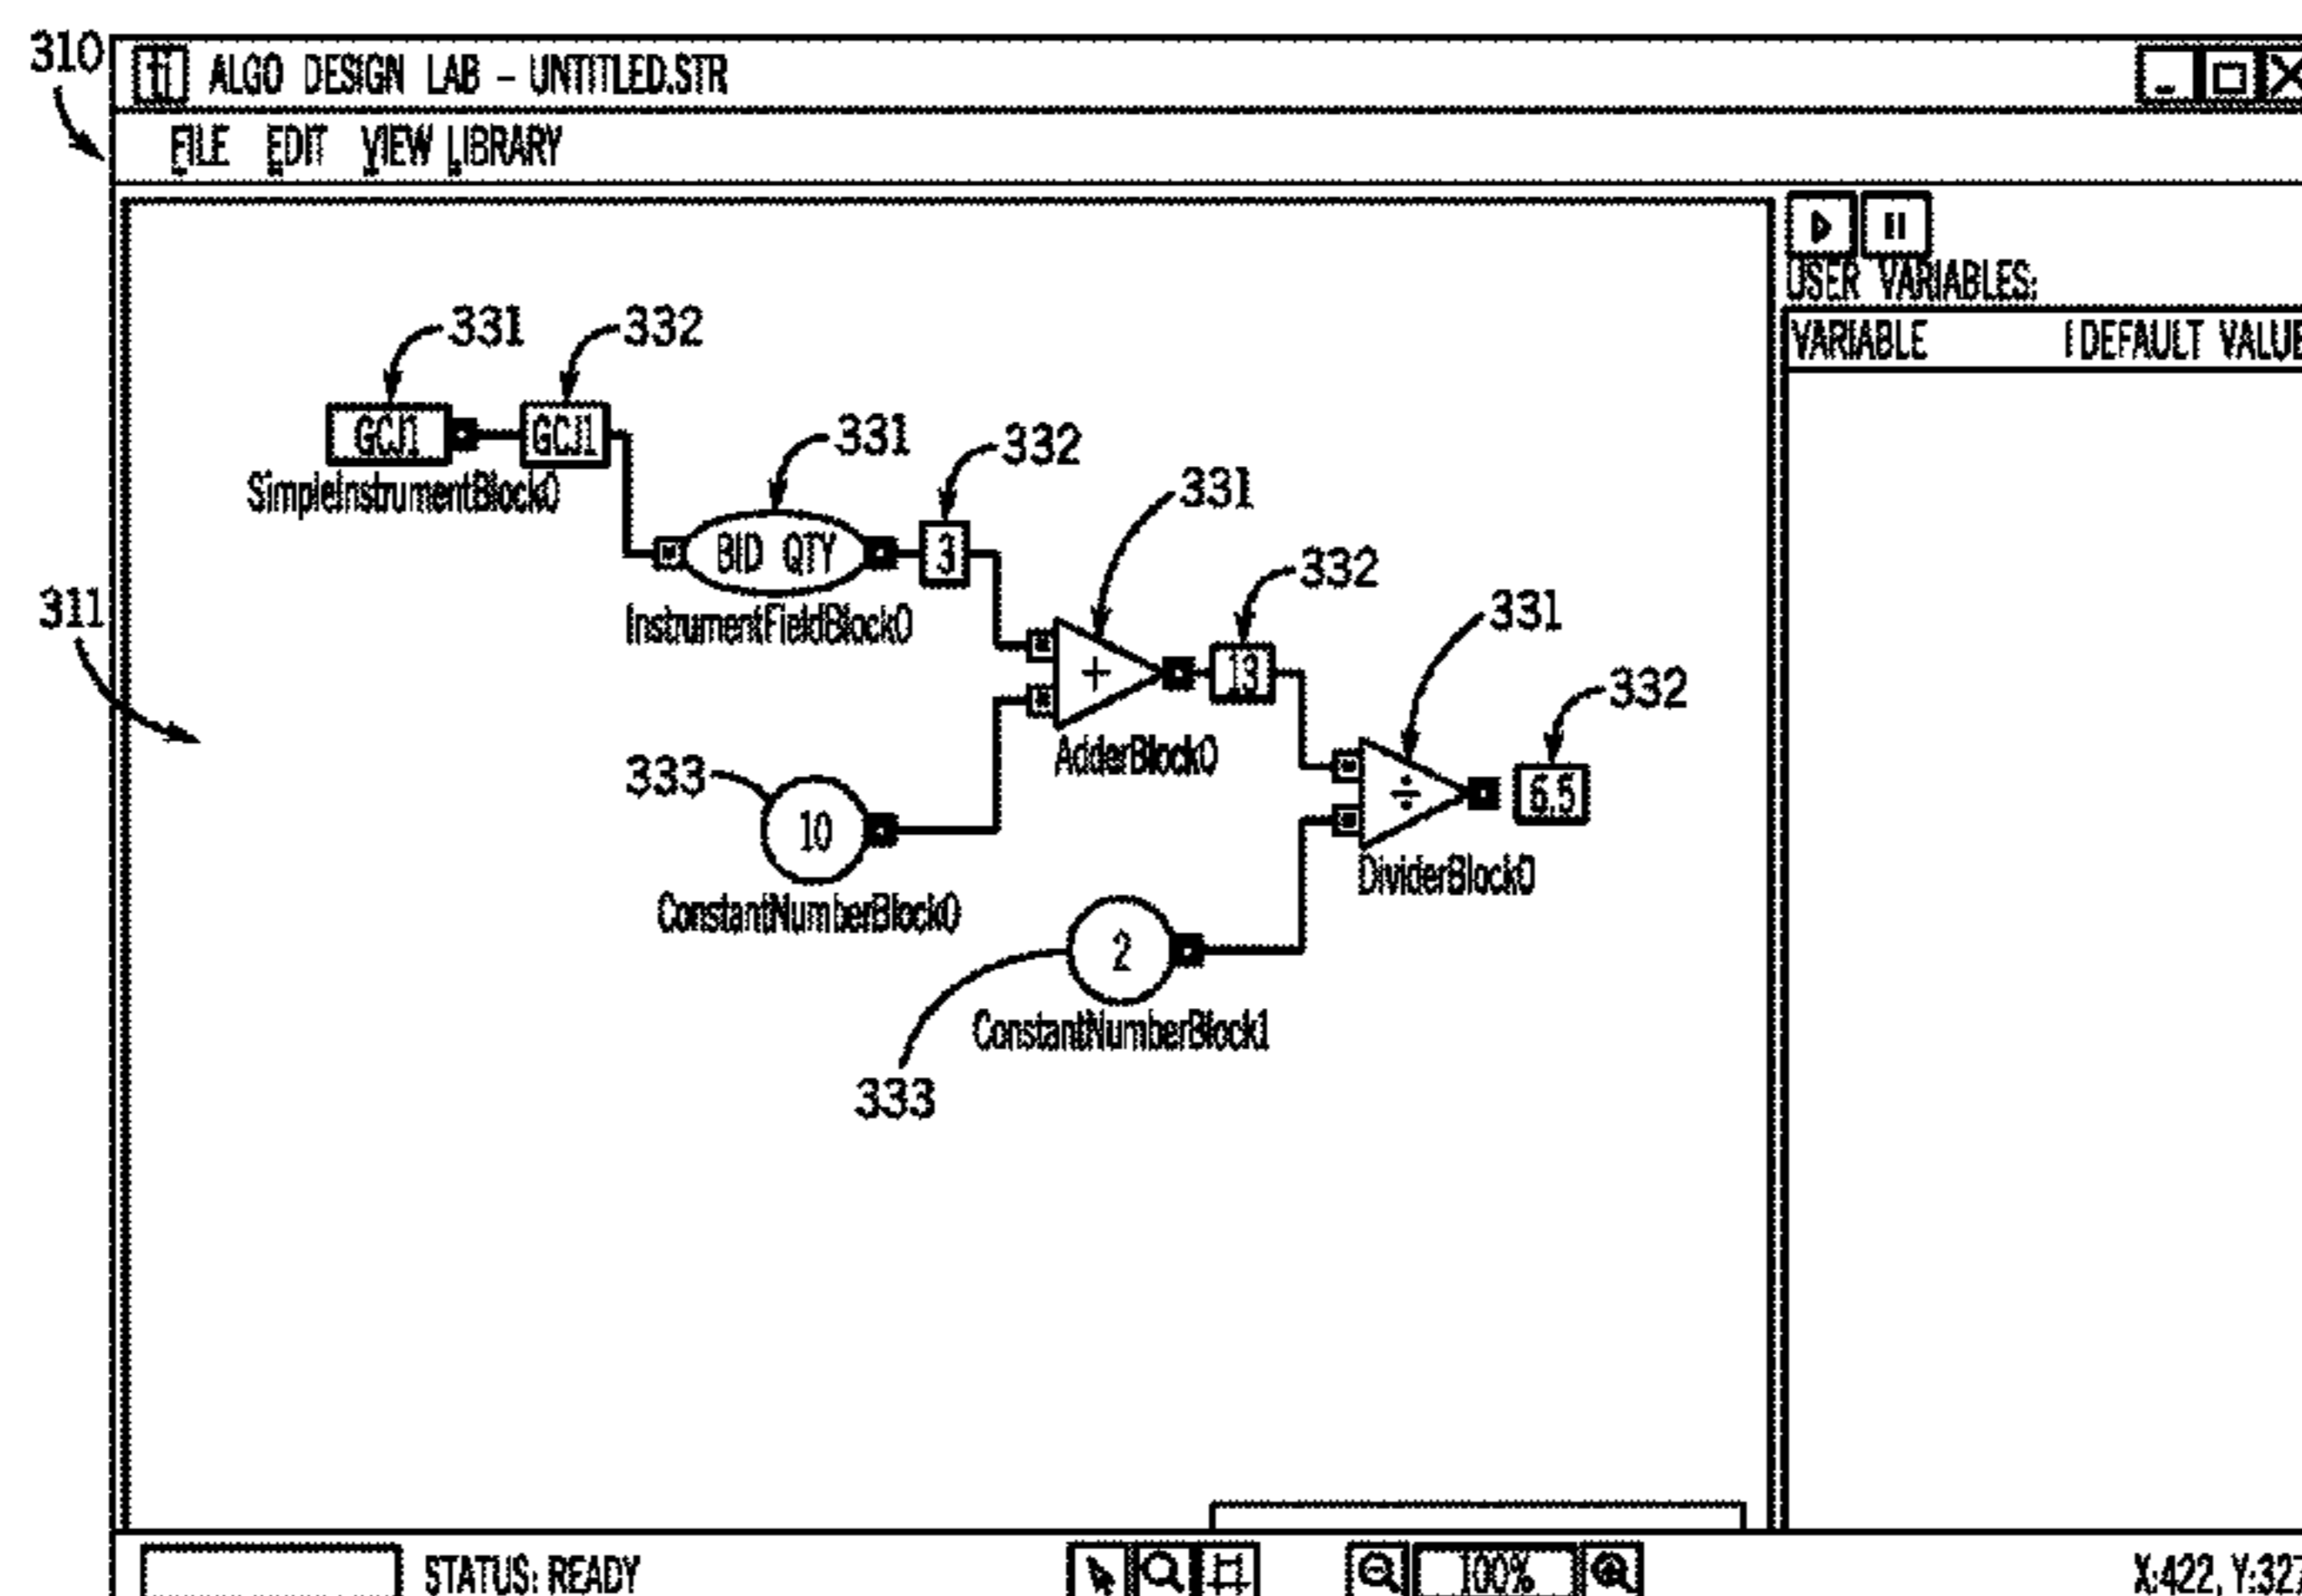 310
ALGO DESIGN LAB - UNTITLED.STR
FILE EDIT VIEW LIBRARY
USER VARIABLES:
VARIABLE DEFAULT VALUE
331 332
GCJ1 GCJ1
SimpleInstrumentBlock0
331 332
BID QTY 3
InstrumentFieldBlock0
331 332
+ 13
AdderBlock0
311
331 332
÷ 6.5
DividerBlock0
333
10
ConstantNumberBlock0
2
ConstantNumberBlock1
333
STATUS: READY 100% X:422, Y:327